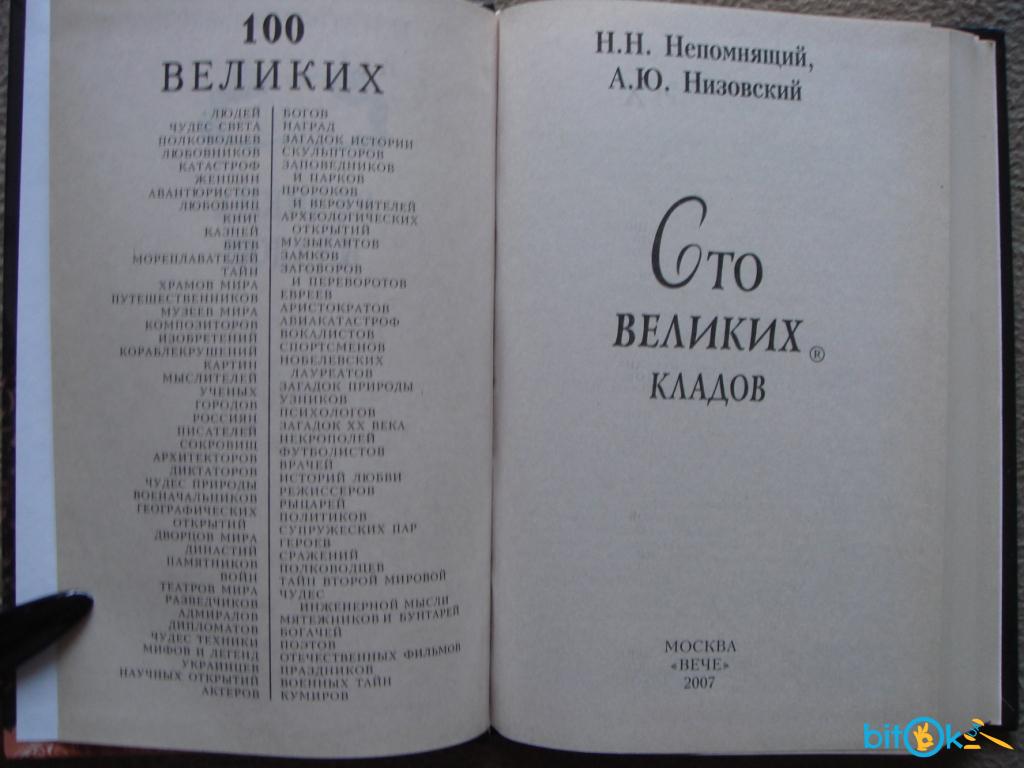 100
ВЕЛИКИХ
ЛЮДЕЙ
ЧУДЕС СВЕТА
ПОЛКОВОДЦЕВ
ЛЮБОВНИКОВ
КАТАСТРОФ
ЖЕНЩИН
АВАНТЮРИСТОВ
ЛЮБОВНИЦ
КНИГ
КАЗНЕЙ
БИТВ
МОРЕПЛАВАТЕЛЕЙ
ТАЙН
ХРАМОВ МИРА
ПУТЕШЕСТВЕННИКОВ
МУЗЕЕВ МИРА
КОМПОЗИТОРОВ
ИЗОБРЕТЕНИЙ
КОРАБЛЕКРУШЕНИЙ
КАРТИН
МЫСЛИТЕЛЕЙ
УЧЕНЫХ
ГОРОДОВ
РОССИЯН
ПИСАТЕЛЕЙ
СОКРОВИЩ
АРХИТЕКТОРОВ
ДИКТАТОРОВ
ЧУДЕС ПРИРОДЫ
ВОЕНАЧАЛЬНИКОВ
ГЕОГРАФИЧЕСКИХ
ОТКРЫТИЙ
ДВОРЦОВ МИРА
ДИНАСТИЙ
ПАМЯТНИКОВ
ВОЙН
ТЕАТРОВ МИРА
РАЗВЕДЧИКОВ
АДМИРАЛОВ
ДИПЛОМАТОВ
ЧУДЕС ТЕХНИКИ
МИФОВ И ЛЕГЕНД
УКРАИНЦЕВ
НАУЧНЫХ ОТКРЫТИЙ
АКТЕРОВ
БОГОВ
НАГРАД
ЗАГАДОК ИСТОРИИ
СКУЛЬПТОРОВ
ЗАПОВЕДНИКОВ
И ПАРКОВ
ПРОРОКОВ
И ВЕРОУЧИТЕЛЕЙ
АРХЕОЛОГИЧЕСКИХ
ОТКРЫТИЙ
МУЗЫКАНТОВ
ЗАМКОВ
ЗАГОВОРОВ
И ПЕРЕВОРОТОВ
ЕВРЕЕВ
АРИСТОКРАТОВ
АВИАКАТАСТРОФ
ВОКАЛИСТОВ
СПОРТСМЕНОВ
НОБЕЛЕВСКИХ
ЛАУРЕАТОВ
ЗАГАДОК ПРИРОДЫ
УЗНИКОВ
ПСИХОЛОГОВ
ЗАГАДОК XX ВЕКА
НЕКРОПОЛЕЙ
ФУТБОЛИСТОВ
ВРАЧЕЙ
ИСТОРИЙ ЛЮБВИ
РЕЖИССЕРОВ
РЫЦАРЕЙ
ПОЛИТИКОВ
СУПРУЖЕСКИХ ПАР
ГЕРОЕВ
СРАЖЕНИЙ
ПОЛКОВОДЦЕВ
ТАЙН ВТОРОЙ МИРОВОЙ
ЧУДЕС
ИНЖЕНЕРНОЙ МЫСЛИ
МЯТЕЖНИКОВ И БУНТАРЕЙ
БОГАЧЕЙ
ПОЭТОВ
ОТЕЧЕСТВЕННЫХ ФИЛЬМОВ
ПРАЗДНИКОВ
ВОЕННЫХ ТАЙН
КУМИРОВ
Н.Н. Непомнящий,
А.Ю. Низовский
Сто
ВЕЛИКИХ®
КЛАДОВ
МОСКВА
«ВЕЧЕ»
2007
bitok